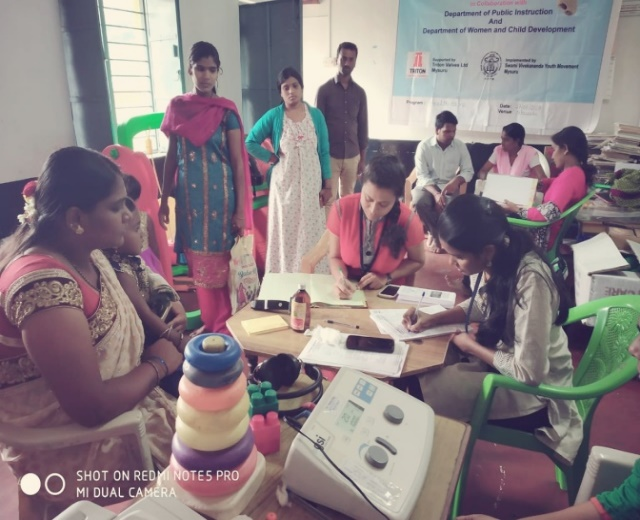 In Collaboration with
Department of Public Instruction
And
Department of Women and Child Development
Supported by
Triton Valves Ltd
Mysuru
TRITON
Implemented by
Swami Vivekananda Youth Movement
Mysuru
Program
Date:
Venue
SHOT ON REDMI NOTE5 PRO
MI DUAL CAMERA